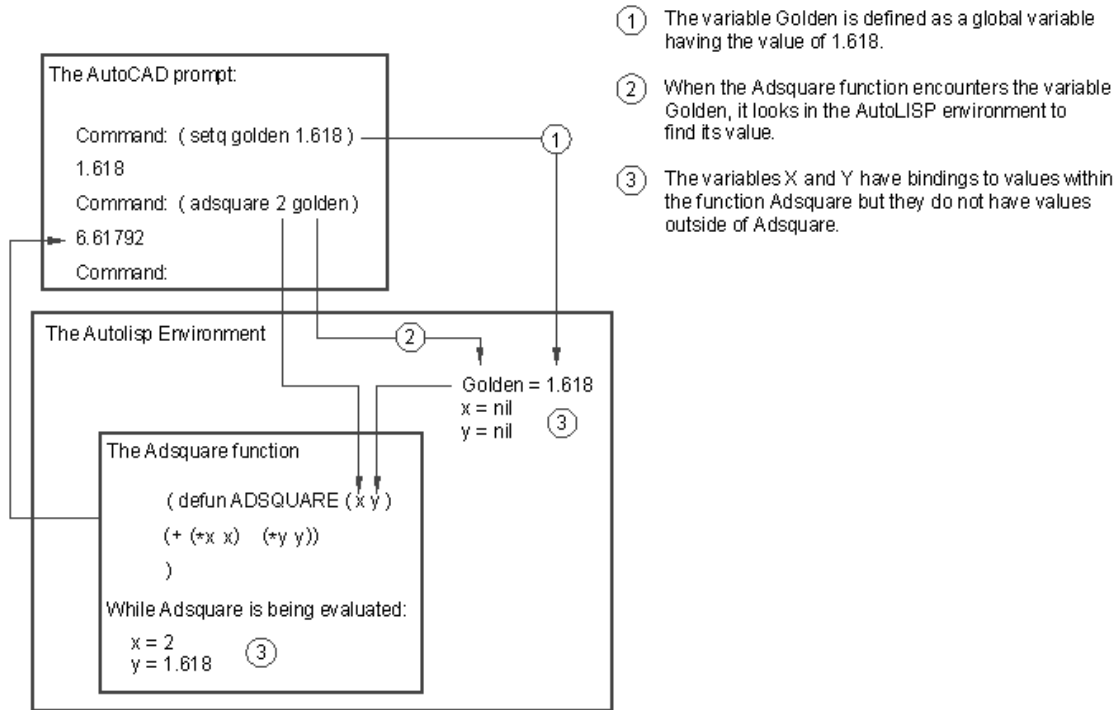 The AutoCAD prompt:
Command: ( setq golden 1.618 )
1.618
Command: ( adsquare 2 golden )
6.61792
Command:
1
1 The variable Golden is defined as a global variable
having the value of 1.618.
2 When the Adsquare function encounters the variable
Golden, it looks in the AutoLISP environment to
find its value.
3 The variables X and Y have bindings to values within
the function Adsquare but they do not have values
outside of Adsquare.
The Autolisp Environment
2
Golden = 1.618
x = nil
y = nil
3
The Adsquare function
( defun ADSQUARE ( x y )
(+ (*x x) (*y y))
)
While Adsquare is being evaluated:
x = 2
y = 1.618
3